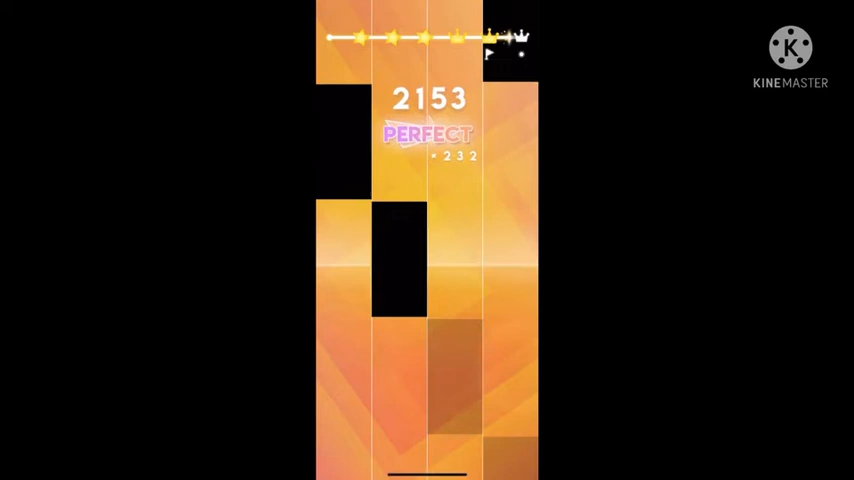 2153
PERFECT
× 232
K
KINEMASTER